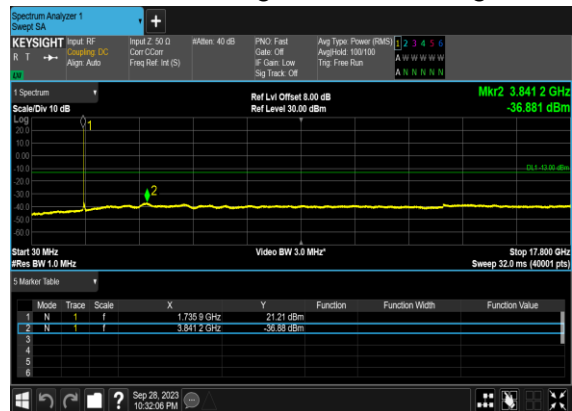 Spectrum Analyzer 1
Swept SA
+
KEYSIGHT Input: RF Input Z: 50 Ω #Atten: 40 dB PNO: Fast Avg Type: Power (RMS) 1 2 3 4 5 6
R T Coupling: DC Corr CCorr Gate: Off Avg|Hold: 100/100 A W W W W W
Align: Auto Freq Ref: Int (S) IF Gain: Low Trig: Free Run
Sig Track: Off A N N N N N
1 Spectrum Ref Lvl Offset 8.00 dB Mkr2 3.841 2 GHz
Scale/Div 10 dB Ref Level 30.00 dBm -36.881 dBm
Log
20.0
10.0
0.00
-10.0
-20.0
-30.0
-40.0
-50.0
-60.0
1
DL1 -13.00 dBm
2
Start 30 MHz Video BW 3.0 MHz* Stop 17.800 GHz
#Res BW 1.0 MHz Sweep 32.0 ms (40001 pts)
5 Marker Table
Mode Trace Scale X Y Function Function Width Function Value
1 N 1 f 1.735 9 GHz 21.21 dBm
2 N 1 f 3.841 2 GHz -36.88 dBm
3
4
5
6
? Sep 28, 2023
10:32:06 PM